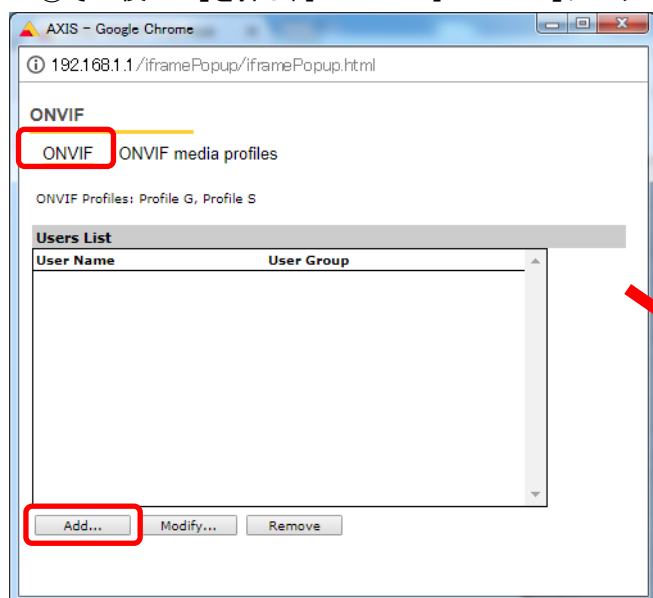 AXIS - Google Chrome
192.168.1.1/iframePopup/iframePopup.html
ONVIF
ONVIF ONVIF media profiles
ONVIF Profiles: Profile G, Profile S
Users List
User Name User Group
Add... Modify... Remove